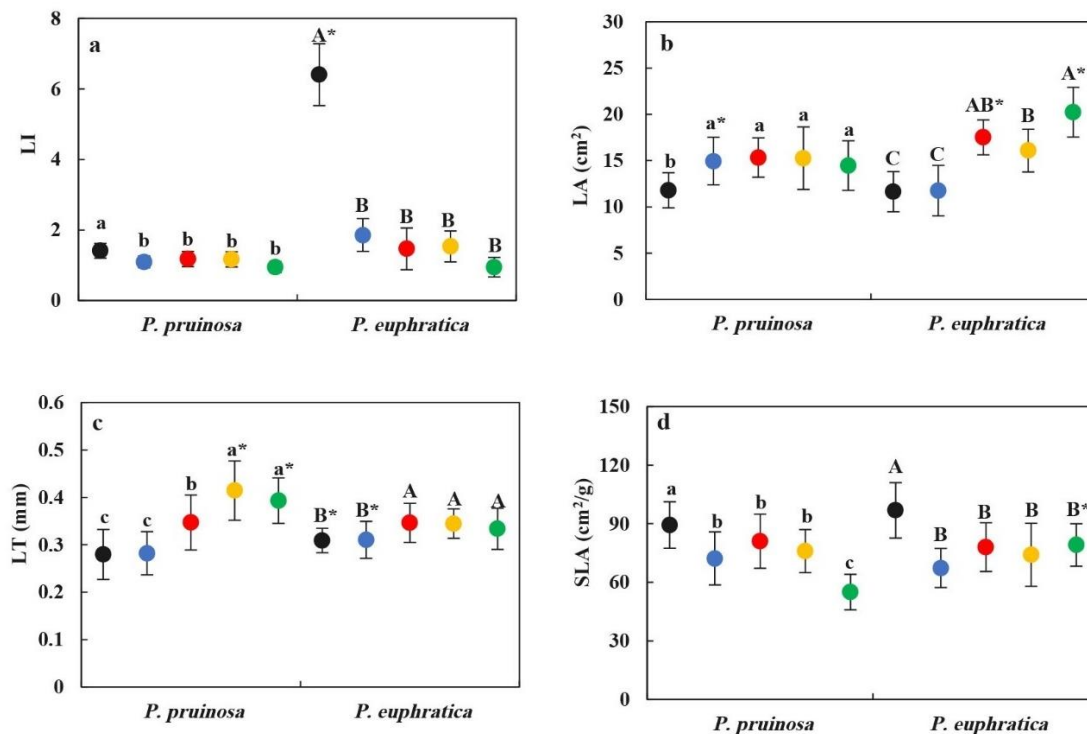 8
6
4
2
0
LI
a
a
b
b
b
b
A*
B
B
B
B
P. pruinosa
P. euphratica
30
25
20
15
10
5
0
LA (cm²)
b
b
a*
a
a
a
C
C
AB*
B
A*
P. pruinosa
P. euphratica
0.6
0.5
0.4
0.3
0.2
0.1
0
LT (mm)
c
c
c
b
a*
a*
B*
B*
A
A
A
P. pruinosa
P. euphratica
150
120
90
60
30
0
SLA (cm²/g)
d
a
b
b
b
c
A
B
B
B
B*
P. pruinosa
P. euphratica